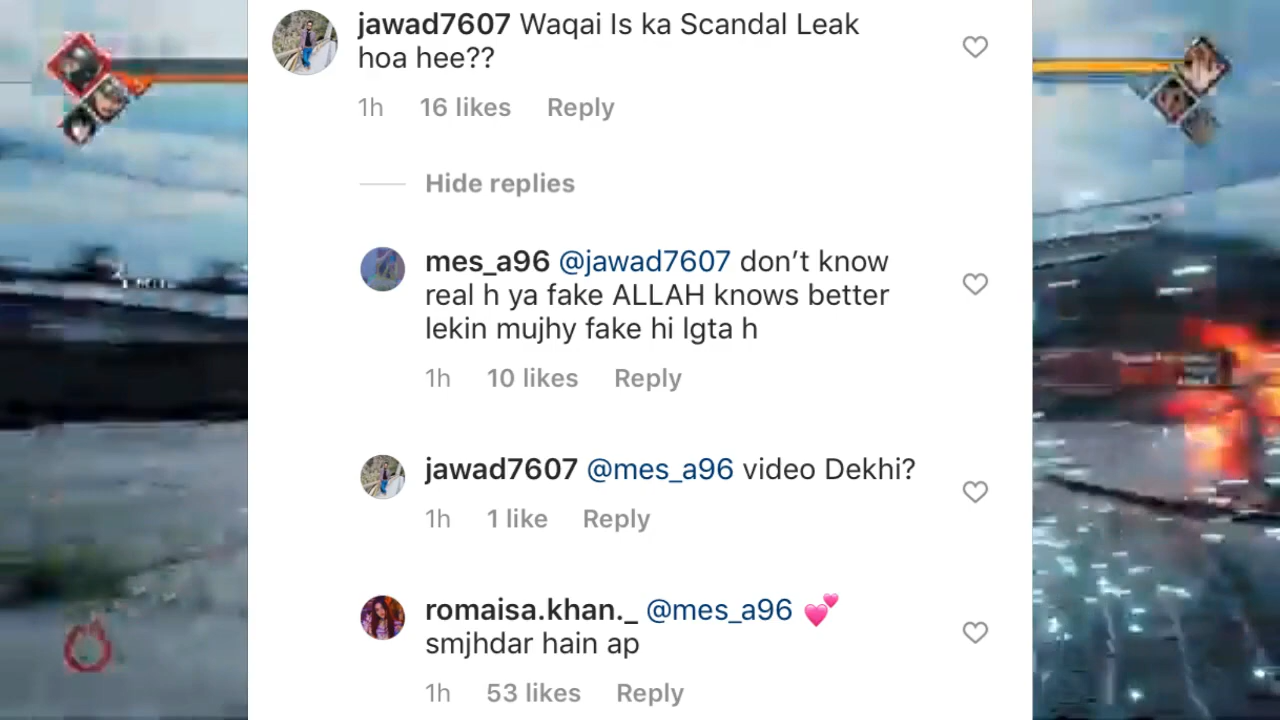 jawad7607 Waqai Is ka Scandal Leak
hoa hee??
1h 16 likes Reply
Hide replies
mes_a96 @jawad7607 don’t know
real h ya fake ALLAH knows better
lekin mujhy fake hi lgta h
1h 10 likes Reply
jawad7607 @mes_a96 video Dekhi?
1h 1 like Reply
romaisa.khan._ @mes_a96 💕
smjhdar hain ap
1h 53 likes Reply